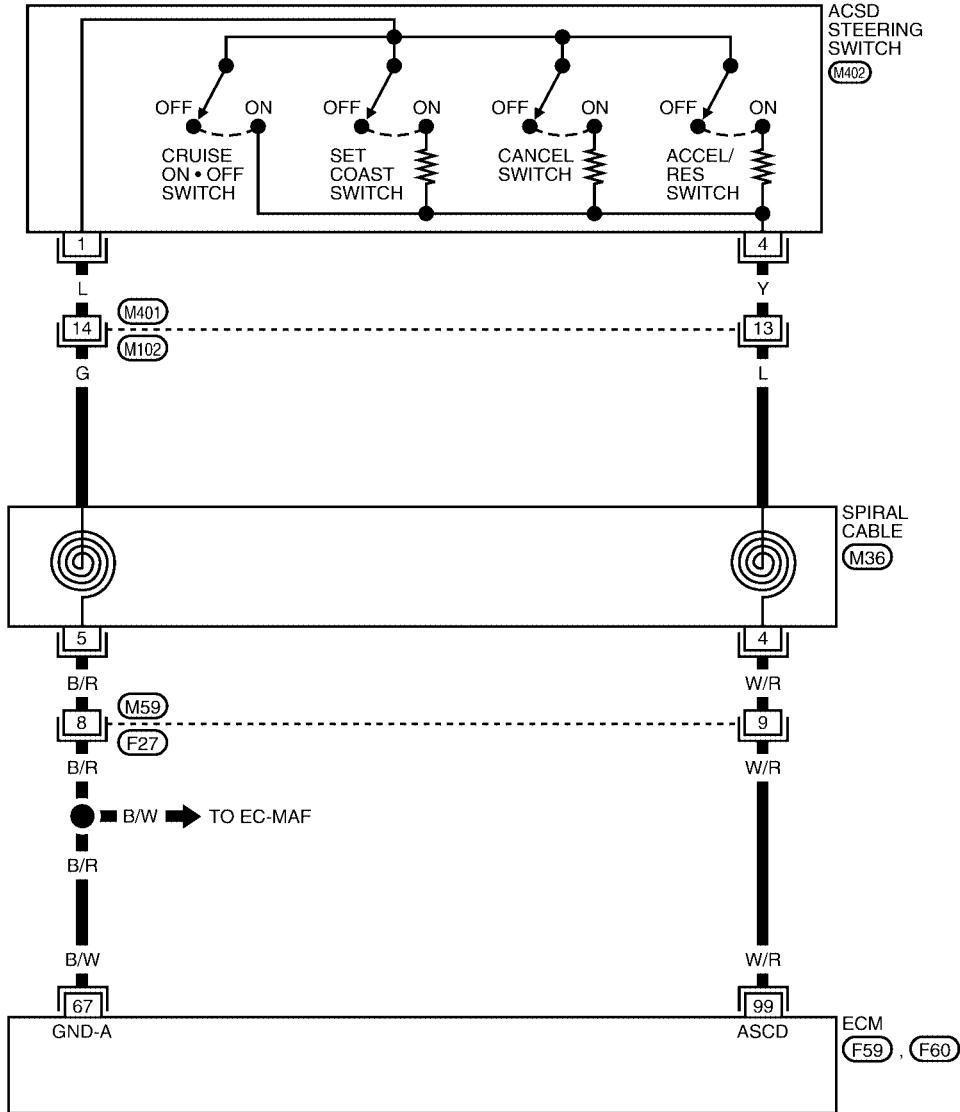 ACSD
STEERING
SWITCH
M402
OFF ON
OFF ON
OFF ON
OFF ON
CRUISE
ON • OFF
SWITCH
SET
COAST
SWITCH
CANCEL
SWITCH
ACCEL/
RES
SWITCH
1
4
L
Y
M401
14
13
M102
G
L
SPIRAL
CABLE
M36
5
4
B/R
W/R
M59
8
9
F27
B/R
W/R
B/W TO EC-MAF
B/R
B/W
W/R
67
99
GND-A
ASCD
ECM
F59 , F60